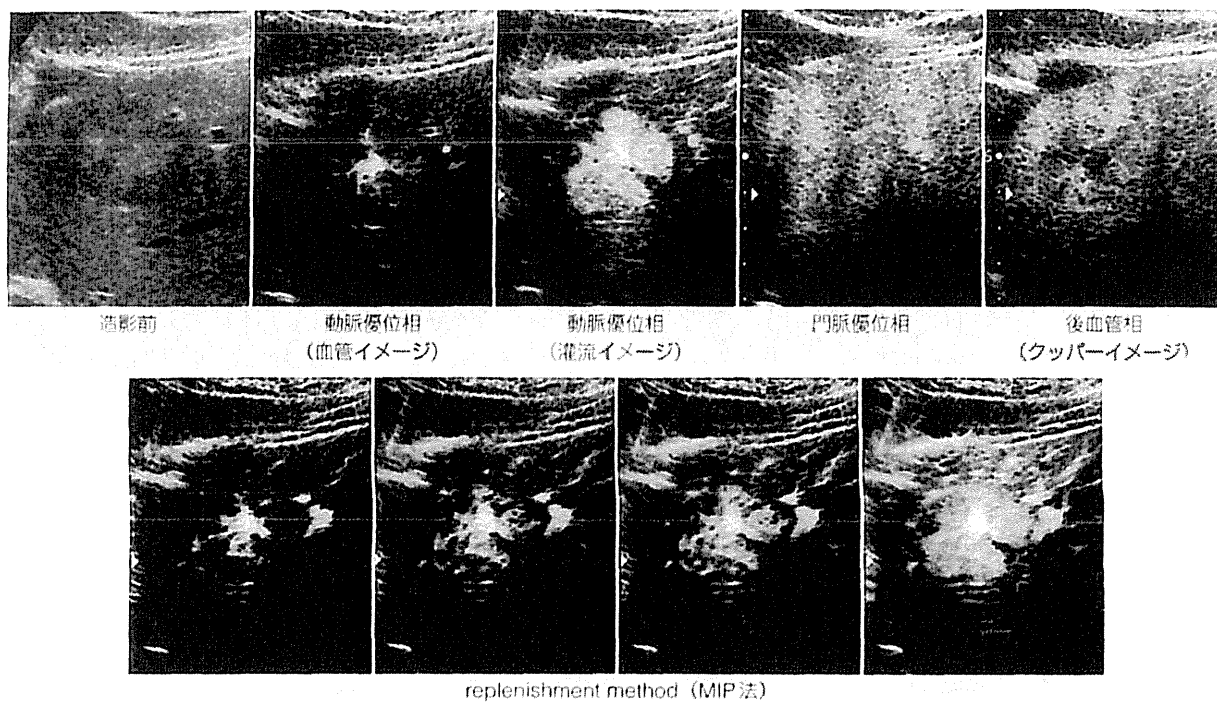 造影前
動脈優位相
(血管イメージ)
動脈優位相
(灌流イメージ)
門脈優位相
後血管相
(クッパーイメージ)
replenishment method (MIP法)